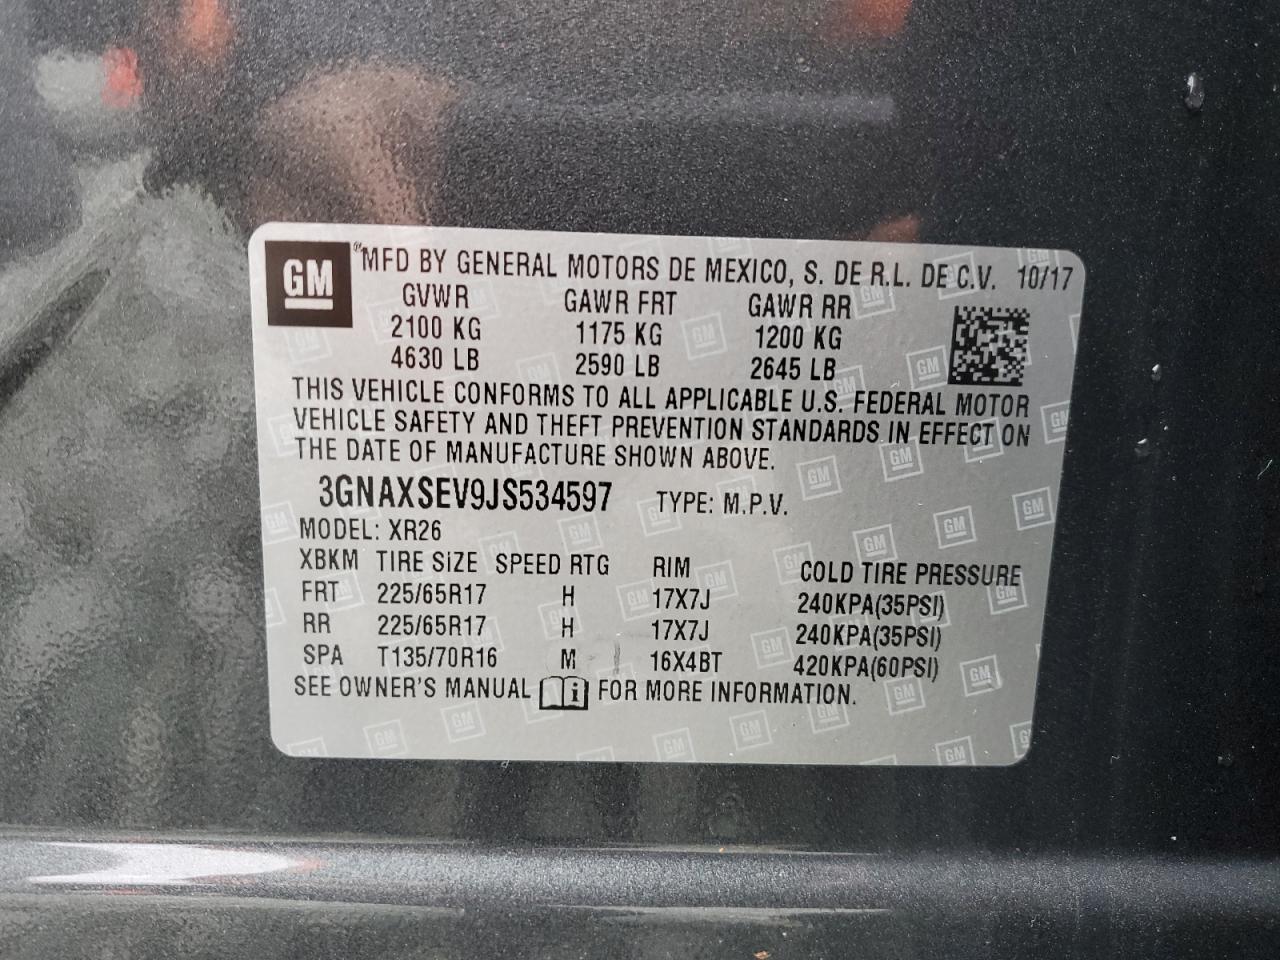 GM ® MFD BY GENERAL MOTORS DE MEXICO, S. DE R.L. DE C.V. 10/17
GVWR GAWR FRT GAWR RR
2100 KG 1175 KG 1200 KG
4630 LB 2590 LB 2645 LB
THIS VEHICLE CONFORMS TO ALL APPLICABLE U.S. FEDERAL MOTOR
VEHICLE SAFETY AND THEFT PREVENTION STANDARDS IN EFFECT ON
THE DATE OF MANUFACTURE SHOWN ABOVE.
3GNAXSEV9JS534597 TYPE: M.P.V.
MODEL: XR26
XBKM TIRE SIZE SPEED RTG RIM COLD TIRE PRESSURE
FRT 225/65R17 H 17X7J 240KPA(35PSI)
RR 225/65R17 H 17X7J 240KPA(35PSI)
SPA T135/70R16 M 16X4BT 420KPA(60PSI)
SEE OWNER'S MANUAL i FOR MORE INFORMATION.